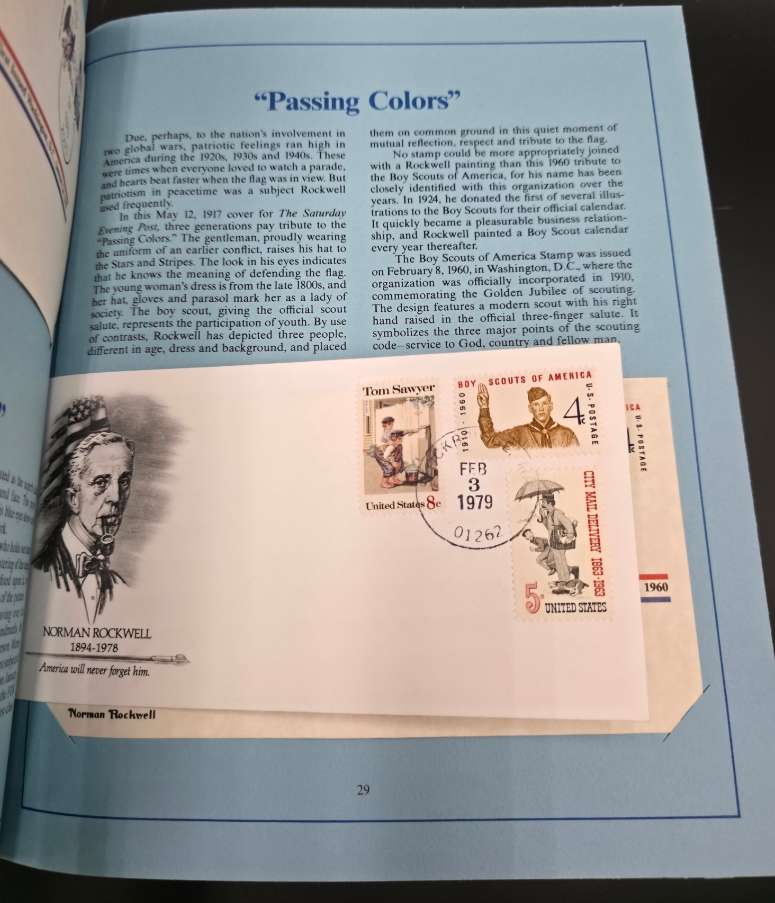 "Passing Colors"
Due, perhaps, to the nation's involvement in
two global wars, patriotic feelings ran high in
America during the 1920s, 1930s and 1940s. These
were times when everyone loved to watch a parade,
and hearts beat faster when the flag was in view. But
patriotism in peacetime was a subject Rockwell
used frequently.
In this May 12, 1917 cover for The Saturday
Evening Post, three generations pay tribute to the
"Passing Colors." The gentleman, proudly wearing
the uniform of an earlier conflict, raises his hat to
the Stars and Stripes. The look in his eyes indicates
that he knows the meaning of defending the flag.
The young woman's dress is from the late 1800s, and
her hat, gloves and parasol mark her as a lady of
society. The boy scout, giving the official scout
salute, represents the participation of youth. By use
of contrasts, Rockwell has depicted three people,
different in age, dress and background, and placed
them on common ground in this quiet moment of
mutual reflection, respect and tribute to the flag.
No stamp could be more appropriately joined
with a Rockwell painting than this 1960 tribute to
the Boy Scouts of America, for his name has been
closely identified with this organization over the
years. In 1924, he donated the first of several illus-
trations to the Boy Scouts for their official calendar.
It quickly became a pleasurable business relation-
ship, and Rockwell painted a Boy Scout calendar
every year thereafter.
The Boy Scouts of America Stamp was issued
on February 8, 1960, in Washington, D.C., where the
organization was officially incorporated in 1910,
commemorating the Golden Jubilee of scouting.
The design features a modern scout with his right
hand raised in the official three-finger salute. It
symbolizes the three major points of the scouting
code—service to God, country and fellow man.
Tom Sawyer
United States 8c
BOY SCOUTS OF AMERICA
1910-1960
4c
U.S. POSTAGE
FEB
3
1979
01262
CITY MAIL DELIVERY 1863-1963
5c
UNITED STATES
ICA
U.S. POSTAGE
1960
NORMAN ROCKWELL
1894-1978
America will never forget him.
Norman Rockwell
29